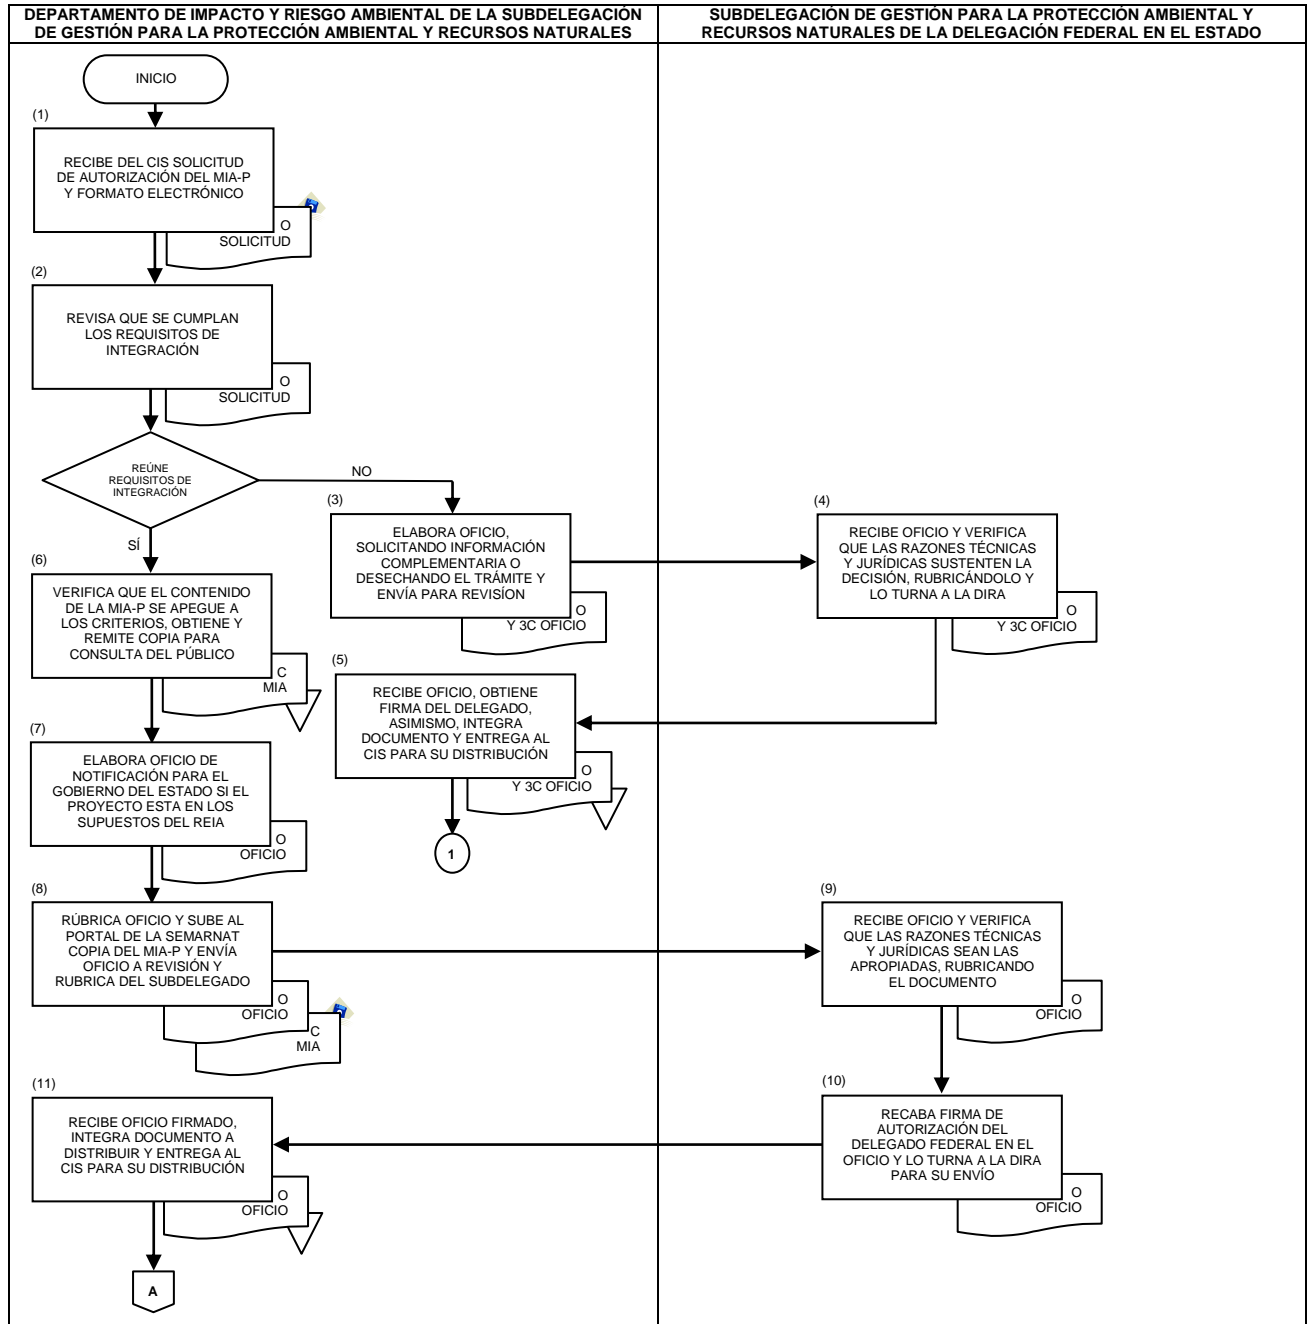 DEPARTAMENTO DE IMPACTO Y RIESGO AMBIENTAL DE LA SUBDELEGACIÓN
DE GESTIÓN PARA LA PROTECCIÓN AMBIENTAL Y RECURSOS NATURALES
SUBDELEGACIÓN DE GESTIÓN PARA LA PROTECCIÓN AMBIENTAL Y
RECURSOS NATURALES DE LA DELEGACIÓN FEDERAL EN EL ESTADO
INICIO
(1)
RECIBE DEL CIS SOLICITUD
DE AUTORIZACIÓN DEL MIA-P
Y FORMATO ELECTRÓNICO
O
SOLICITUD
(2)
REVISA QUE SE CUMPLAN
LOS REQUISITOS DE
INTEGRACIÓN
O
SOLICITUD
REÚNE
REQUISITOS DE
INTEGRACIÓN
NO
SÍ
(3)
ELABORA OFICIO,
SOLICITANDO INFORMACIÓN
COMPLEMENTARIA O
DESECHANDO EL TRÁMITE Y
ENVÍA PARA REVISÍON
O
Y 3C OFICIO
(4)
RECIBE OFICIO Y VERIFICA
QUE LAS RAZONES TÉCNICAS
Y JURÍDICAS SUSTENTEN LA
DECISIÓN, RUBRICÁNDOLO Y
LO TURNA A LA DIRA
O
Y 3C OFICIO
(6)
VERIFICA QUE EL CONTENIDO
DE LA MIA-P SE APEGUE A
LOS CRITERIOS, OBTIENE Y
REMITE COPIA PARA
CONSULTA DEL PÚBLICO
C
MIA
(5)
RECIBE OFICIO, OBTIENE
FIRMA DEL DELEGADO,
ASIMISMO, INTEGRA
DOCUMENTO Y ENTREGA AL
CIS PARA SU DISTRIBUCIÓN
O
Y 3C OFICIO
1
(7)
ELABORA OFICIO DE
NOTIFICACIÓN PARA EL
GOBIERNO DEL ESTADO SI EL
PROYECTO ESTA EN LOS
SUPUESTOS DEL REIA
O
OFICIO
(8)
RÚBRICA OFICIO Y SUBE AL
PORTAL DE LA SEMARNAT
COPIA DEL MIA-P Y ENVÍA
OFICIO A REVISIÓN Y
RUBRICA DEL SUBDELEGADO
O
OFICIO
C
MIA
(9)
RECIBE OFICIO Y VERIFICA
QUE LAS RAZONES TÉCNICAS
Y JURÍDICAS SEAN LAS
APROPIADAS, RUBRICANDO
EL DOCUMENTO
O
OFICIO
(10)
RECABA FIRMA DE
AUTORIZACIÓN DEL
DELEGADO FEDERAL EN EL
OFICIO Y LO TURNA A LA DIRA
PARA SU ENVÍO
O
OFICIO
(11)
RECIBE OFICIO FIRMADO,
INTEGRA DOCUMENTO A
DISTRIBUIR Y ENTREGA AL
CIS PARA SU DISTRIBUCIÓN
O
OFICIO
A